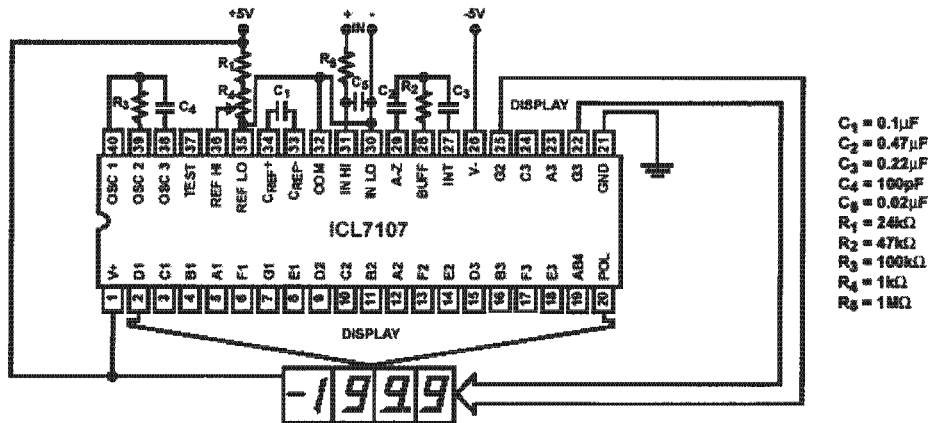 +5V
+ IN -
-5V
R1
R5
C5
R4
C1
C2
R2
C3
R3
C4
DISPLAY
40 39 38 37 36 35 34 33 32 31 30 29 28 27 26 25 24 23 22 21
OSC 1 OSC 2 OSC 3 TEST REF HI REF LO CREF+ CREF- COM IN HI IN LO A-Z BUFF INT V- G2 C3 A3 G3 GND
ICL7107
V+ D1 C1 B1 A1 F1 G1 E1 D2 C2 B2 A2 F2 E2 D3 B3 F3 E3 AB4 POL
1 2 3 4 5 6 7 8 9 10 11 12 13 14 15 16 17 18 19 20
DISPLAY
-1999
C1 = 0.1µF
C2 = 0.47µF
C3 = 0.22µF
C4 = 100pF
C5 = 0.02µF
R1 = 24kΩ
R2 = 47kΩ
R3 = 100kΩ
R4 = 1kΩ
R5 = 1MΩ